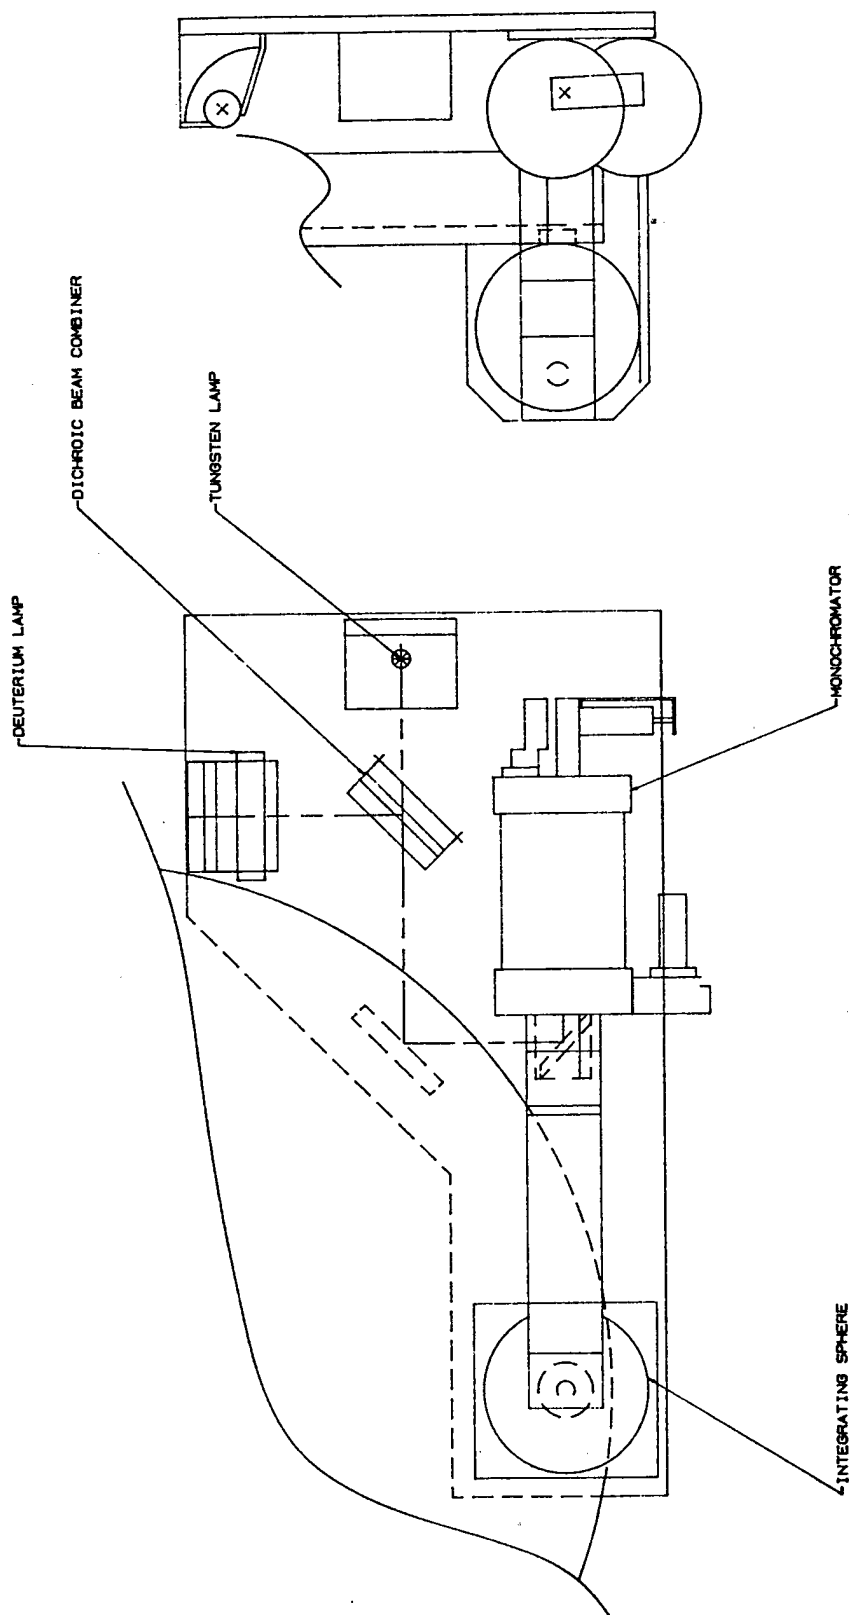 DEUTERIUM LAMP
DICHROIC BEAM COMBINER
TUNGSTEN LAMP
MONOCHROMATOR
INTEGRATING SPHERE